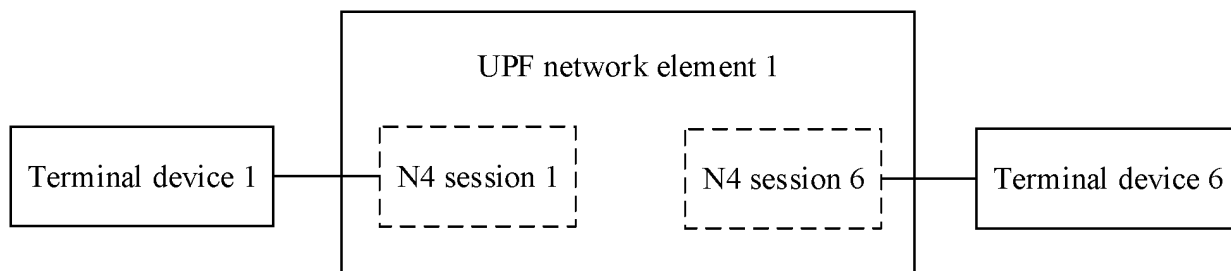 UPF network element 1
Terminal device 1
N4 session 1
N4 session 6
Terminal device 6